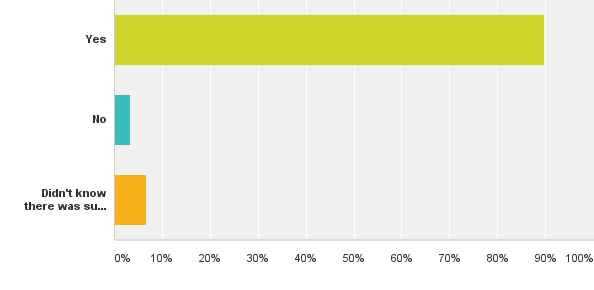 Yes
No
Didn't know
there was su...
0% 10% 20% 30% 40% 50% 60% 70% 80% 90% 100%